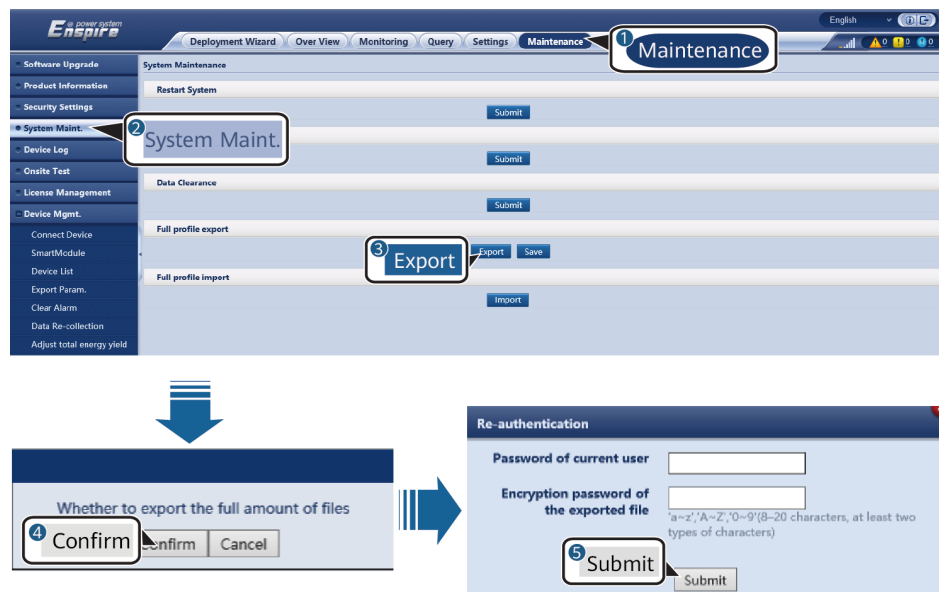 e power system
Enspire
English
Deployment Wizard Over View Monitoring Query Settings Maintenance
1 Maintenance
0 0 0
Software Upgrade
Product Information
Security Settings
System Maint.
Device Log
Onsite Test
License Management
Device Mgmt.
Connect Device
SmartModule
Device List
Export Param.
Clear Alarm
Data Re-collection
Adjust total energy yield
System Maintenance
Restart System
Submit
2 System Maint.
Submit
Data Clearance
Submit
Full profile export
3 Export
Export Save
Full profile import
Import
Whether to export the full amount of files
4 Confirm
Confirm Cancel
Re-authentication
Password of current user
Encryption password of
the exported file
'a~z','A~Z','0~9'(8–20 characters, at least two
types of characters)
5 Submit
Submit